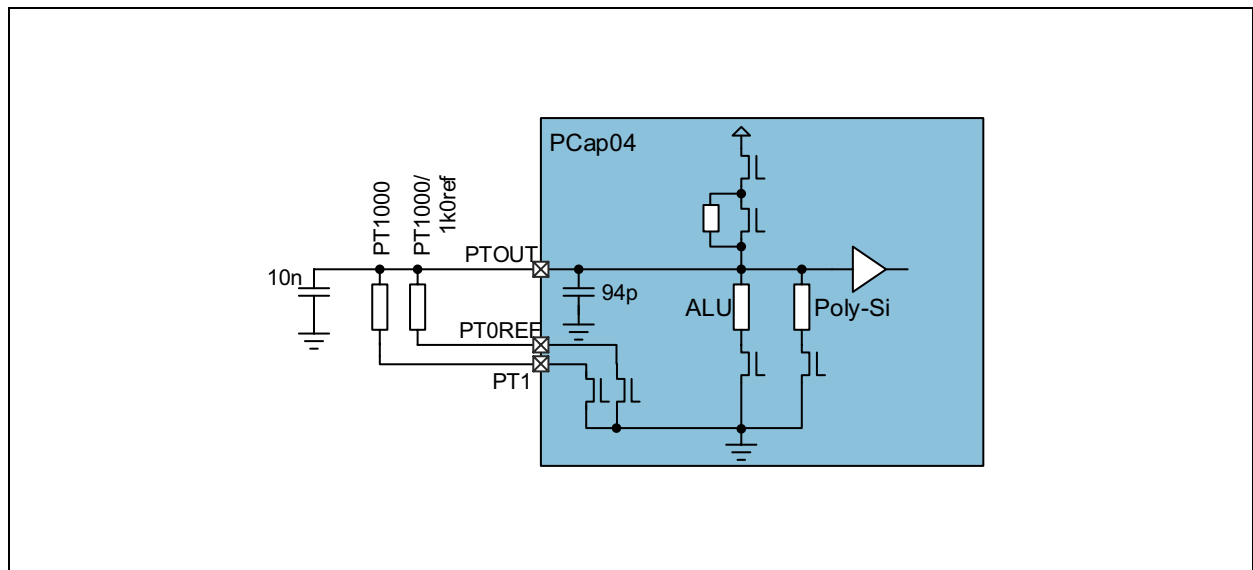 PCap04
PT1000
PT1000/
1k0ref
PTOUT
10n
94p
ALU
Poly-Si
PT0REF
PT1